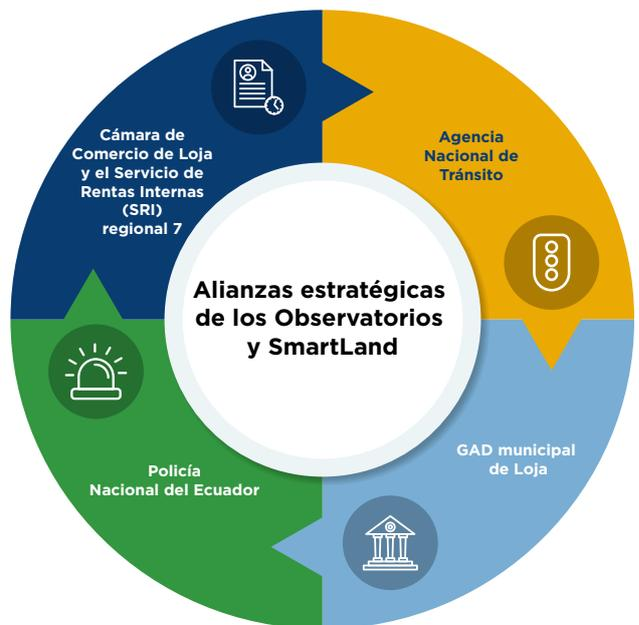 Cámara de
Comercio de Loja
y el Servicio de
Rentas Internas
(SRI)
regional 7
Agencia
Nacional de
Tránsito
Alianzas estratégicas
de los Observatorios
y SmartLand
GAD municipal
de Loja
Policía
Nacional del Ecuador